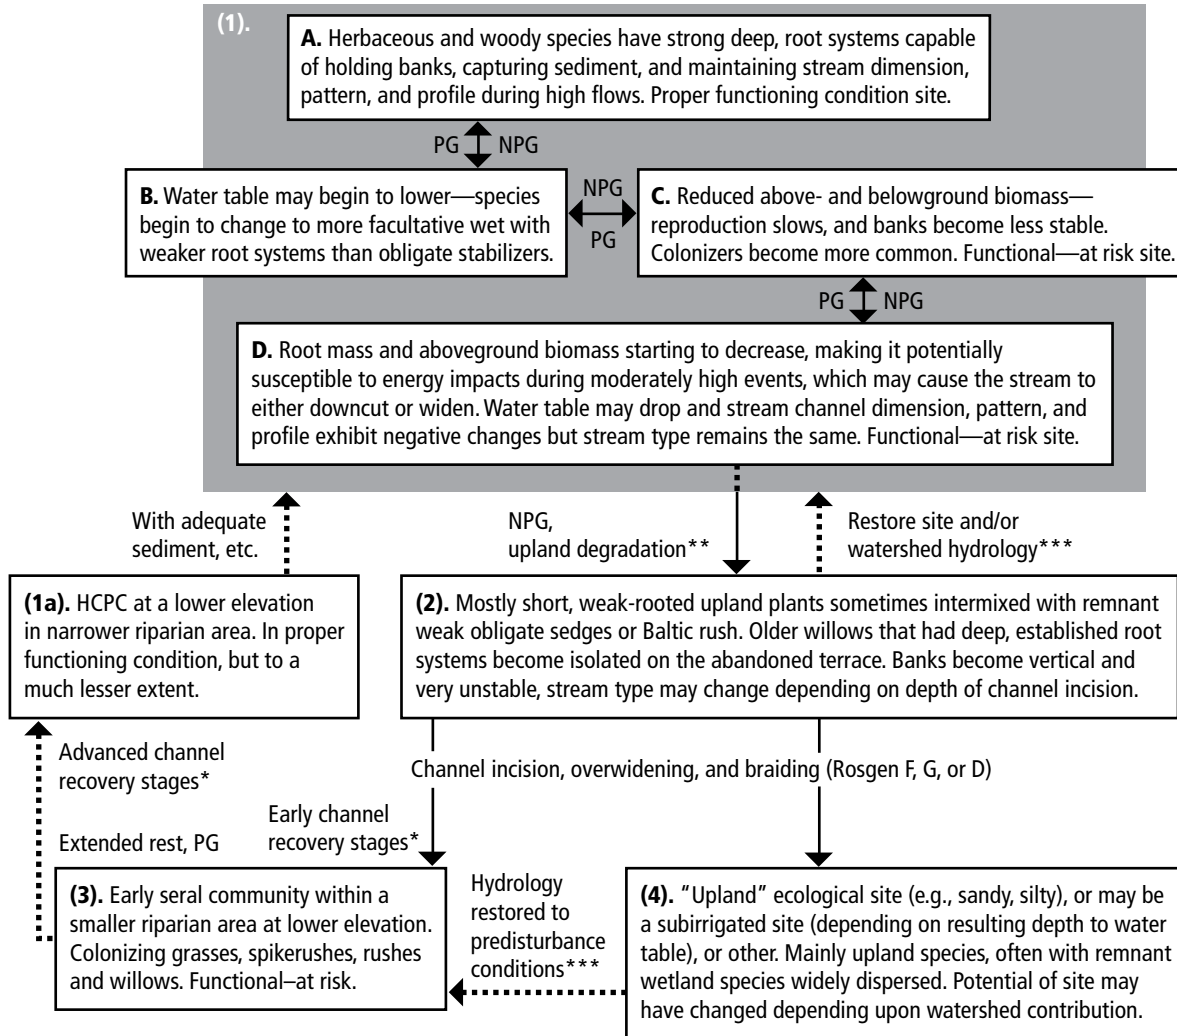 (1).
A. Herbaceous and woody species have strong deep, root systems capable
of holding banks, capturing sediment, and maintaining stream dimension,
pattern, and profile during high flows. Proper functioning condition site.
PG NPG
B. Water table may begin to lower—species
begin to change to more facultative wet with
weaker root systems than obligate stabilizers.
NPG
PG
C. Reduced above- and belowground biomass—
reproduction slows, and banks become less stable.
Colonizers become more common. Functional—at risk site.
PG NPG
D. Root mass and aboveground biomass starting to decrease, making it potentially
susceptible to energy impacts during moderately high events, which may cause the stream to
either downcut or widen. Water table may drop and stream channel dimension, pattern, and
profile exhibit negative changes but stream type remains the same. Functional—at risk site.
With adequate
sediment, etc.
NPG,
upland degradation**
Restore site and/or
watershed hydrology***
(1a). HCPC at a lower elevation
in narrower riparian area. In proper
functioning condition, but to a
much lesser extent.
(2). Mostly short, weak-rooted upland plants sometimes intermixed with remnant
weak obligate sedges or Baltic rush. Older willows that had deep, established root
systems become isolated on the abandoned terrace. Banks become vertical and
very unstable, stream type may change depending on depth of channel incision.
Advanced channel
recovery stages*
Extended rest, PG
Channel incision, overwidening, and braiding (Rosgen F, G, or D)
Early channel
recovery stages*
(3). Early seral community within a
smaller riparian area at lower elevation.
Colonizing grasses, spikerushes, rushes
and willows. Functional–at risk.
Hydrology
restored to
predisturbance
conditions***
(4). "Upland" ecological site (e.g., sandy, silty), or may be
a subirrigated site (depending on resulting depth to water
table), or other. Mainly upland species, often with remnant
wetland species widely dispersed. Potential of site may
have changed depending upon watershed contribution.